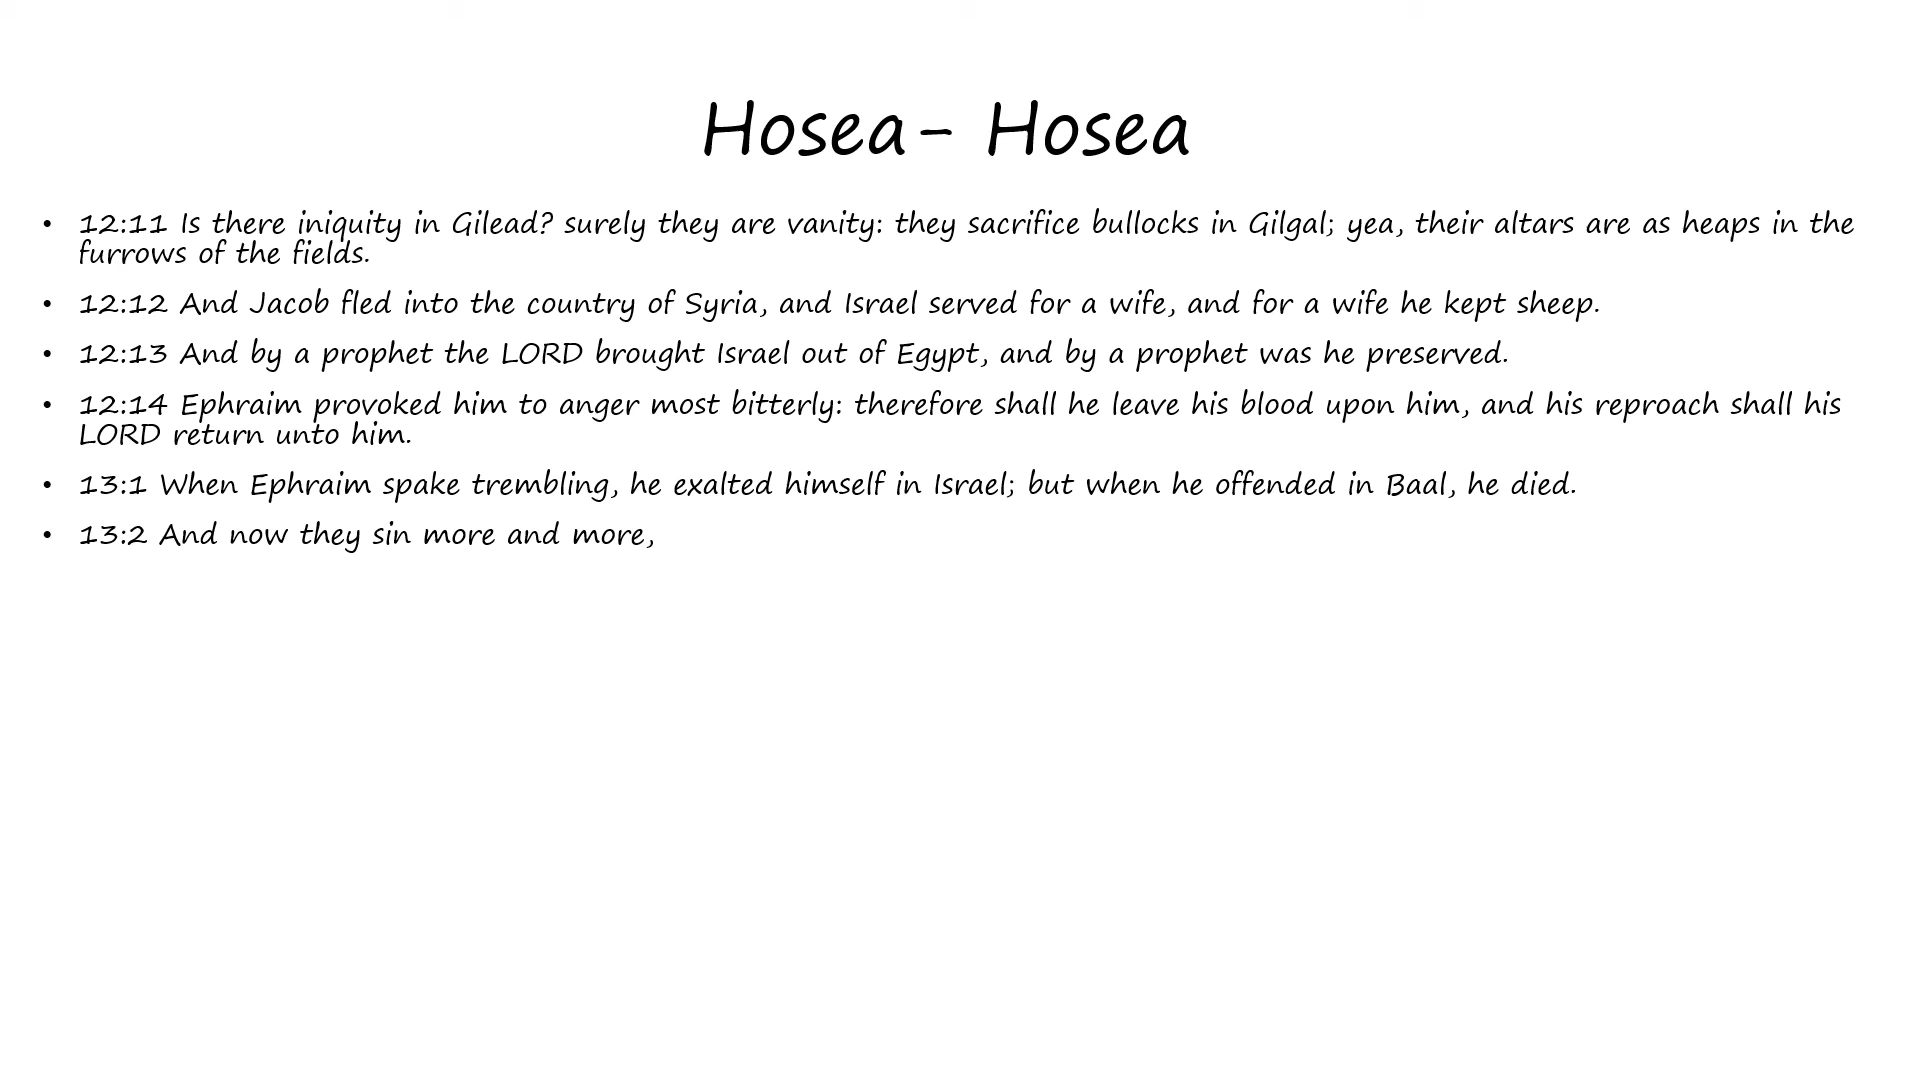 Hosea- Hosea
• 12:11 Is there iniquity in Gilead? surely they are vanity: they sacrifice bullocks in Gilgal; yea, their altars are as heaps in the
furrows of the fields.
• 12:12 And Jacob fled into the country of Syria, and Israel served for a wife, and for a wife he kept sheep.
• 12:13 And by a prophet the LORD brought Israel out of Egypt, and by a prophet was he preserved.
• 12:14 Ephraim provoked him to anger most bitterly: therefore shall he leave his blood upon him, and his reproach shall his
LORD return unto him.
• 13:1 When Ephraim spake trembling, he exalted himself in Israel; but when he offended in Baal, he died.
• 13:2 And now they sin more and more,